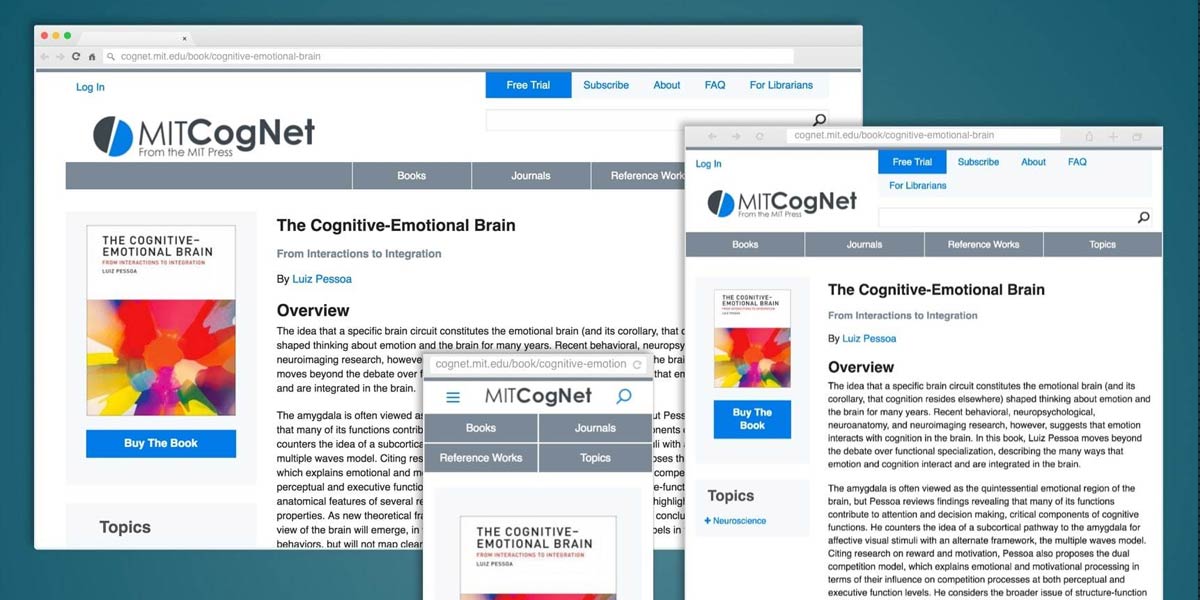 cognet.mit.edu/book/cognitive-emotional-brain
Log In
Free Trial
Subscribe
About
FAQ
For Librarians
MITCogNet
From the MIT Press
Books
Journals
Reference Work
THE COGNITIVE–
EMOTIONAL BRAIN
FROM INTERACTIONS TO INTEGRATION
LUIZ PESSOA
Buy The Book
Topics
The Cognitive-Emotional Brain
From Interactions to Integration
By Luiz Pessoa
Overview
The idea that a specific brain circuit constitutes the emotional brain (and its corollary, that
shaped thinking about emotion and the brain for many years. Recent behavioral, neuropsy
neuroimaging research, howeve he brai
moves beyond the debate over f that em
and are integrated in the brain.
The amygdala is often viewed as ut Pess
that many of its functions contrib nents
counters the idea of a subcortica li with
multiple waves model. Citing res oses th
which explains emotional and m compe
perceptual and executive functio e-funct
anatomical features of several re highligh
properties. As new theoretical fra conclu
view of the brain will emerge, in bels in
behaviors, but will not map clear
cognet.mit.edu/book/cognitive-emotion
MITCogNet
Books
Journals
Reference Works
Topics
THE COGNITIVE–
EMOTIONAL BRAIN
FROM INTERACTIONS TO INTEGRATION
LUIZ PESSOA
cognet.mit.edu/book/cognitive-emotional-brain
Log In
Free Trial
Subscribe
About
FAQ
For Librarians
MITCogNet
From the MIT Press
Books
Journals
Reference Works
Topics
THE COGNITIVE–
EMOTIONAL BRAIN
FROM INTERACTIONS TO INTEGRATION
LUIZ PESSOA
Buy The
Book
Topics
+ Neuroscience
The Cognitive-Emotional Brain
From Interactions to Integration
By Luiz Pessoa
Overview
The idea that a specific brain circuit constitutes the emotional brain (and its
corollary, that cognition resides elsewhere) shaped thinking about emotion and
the brain for many years. Recent behavioral, neuropsychological,
neuroanatomy, and neuroimaging research, however, suggests that emotion
interacts with cognition in the brain. In this book, Luiz Pessoa moves beyond
the debate over functional specialization, describing the many ways that
emotion and cognition interact and are integrated in the brain.
The amygdala is often viewed as the quintessential emotional region of the
brain, but Pessoa reviews findings revealing that many of its functions
contribute to attention and decision making, critical components of cognitive
functions. He counters the idea of a subcortical pathway to the amygdala for
affective visual stimuli with an alternate framework, the multiple waves model.
Citing research on reward and motivation, Pessoa also proposes the dual
competition model, which explains emotional and motivational processing in
terms of their influence on competition processes at both perceptual and
executive function levels. He considers the broader issue of structure-function